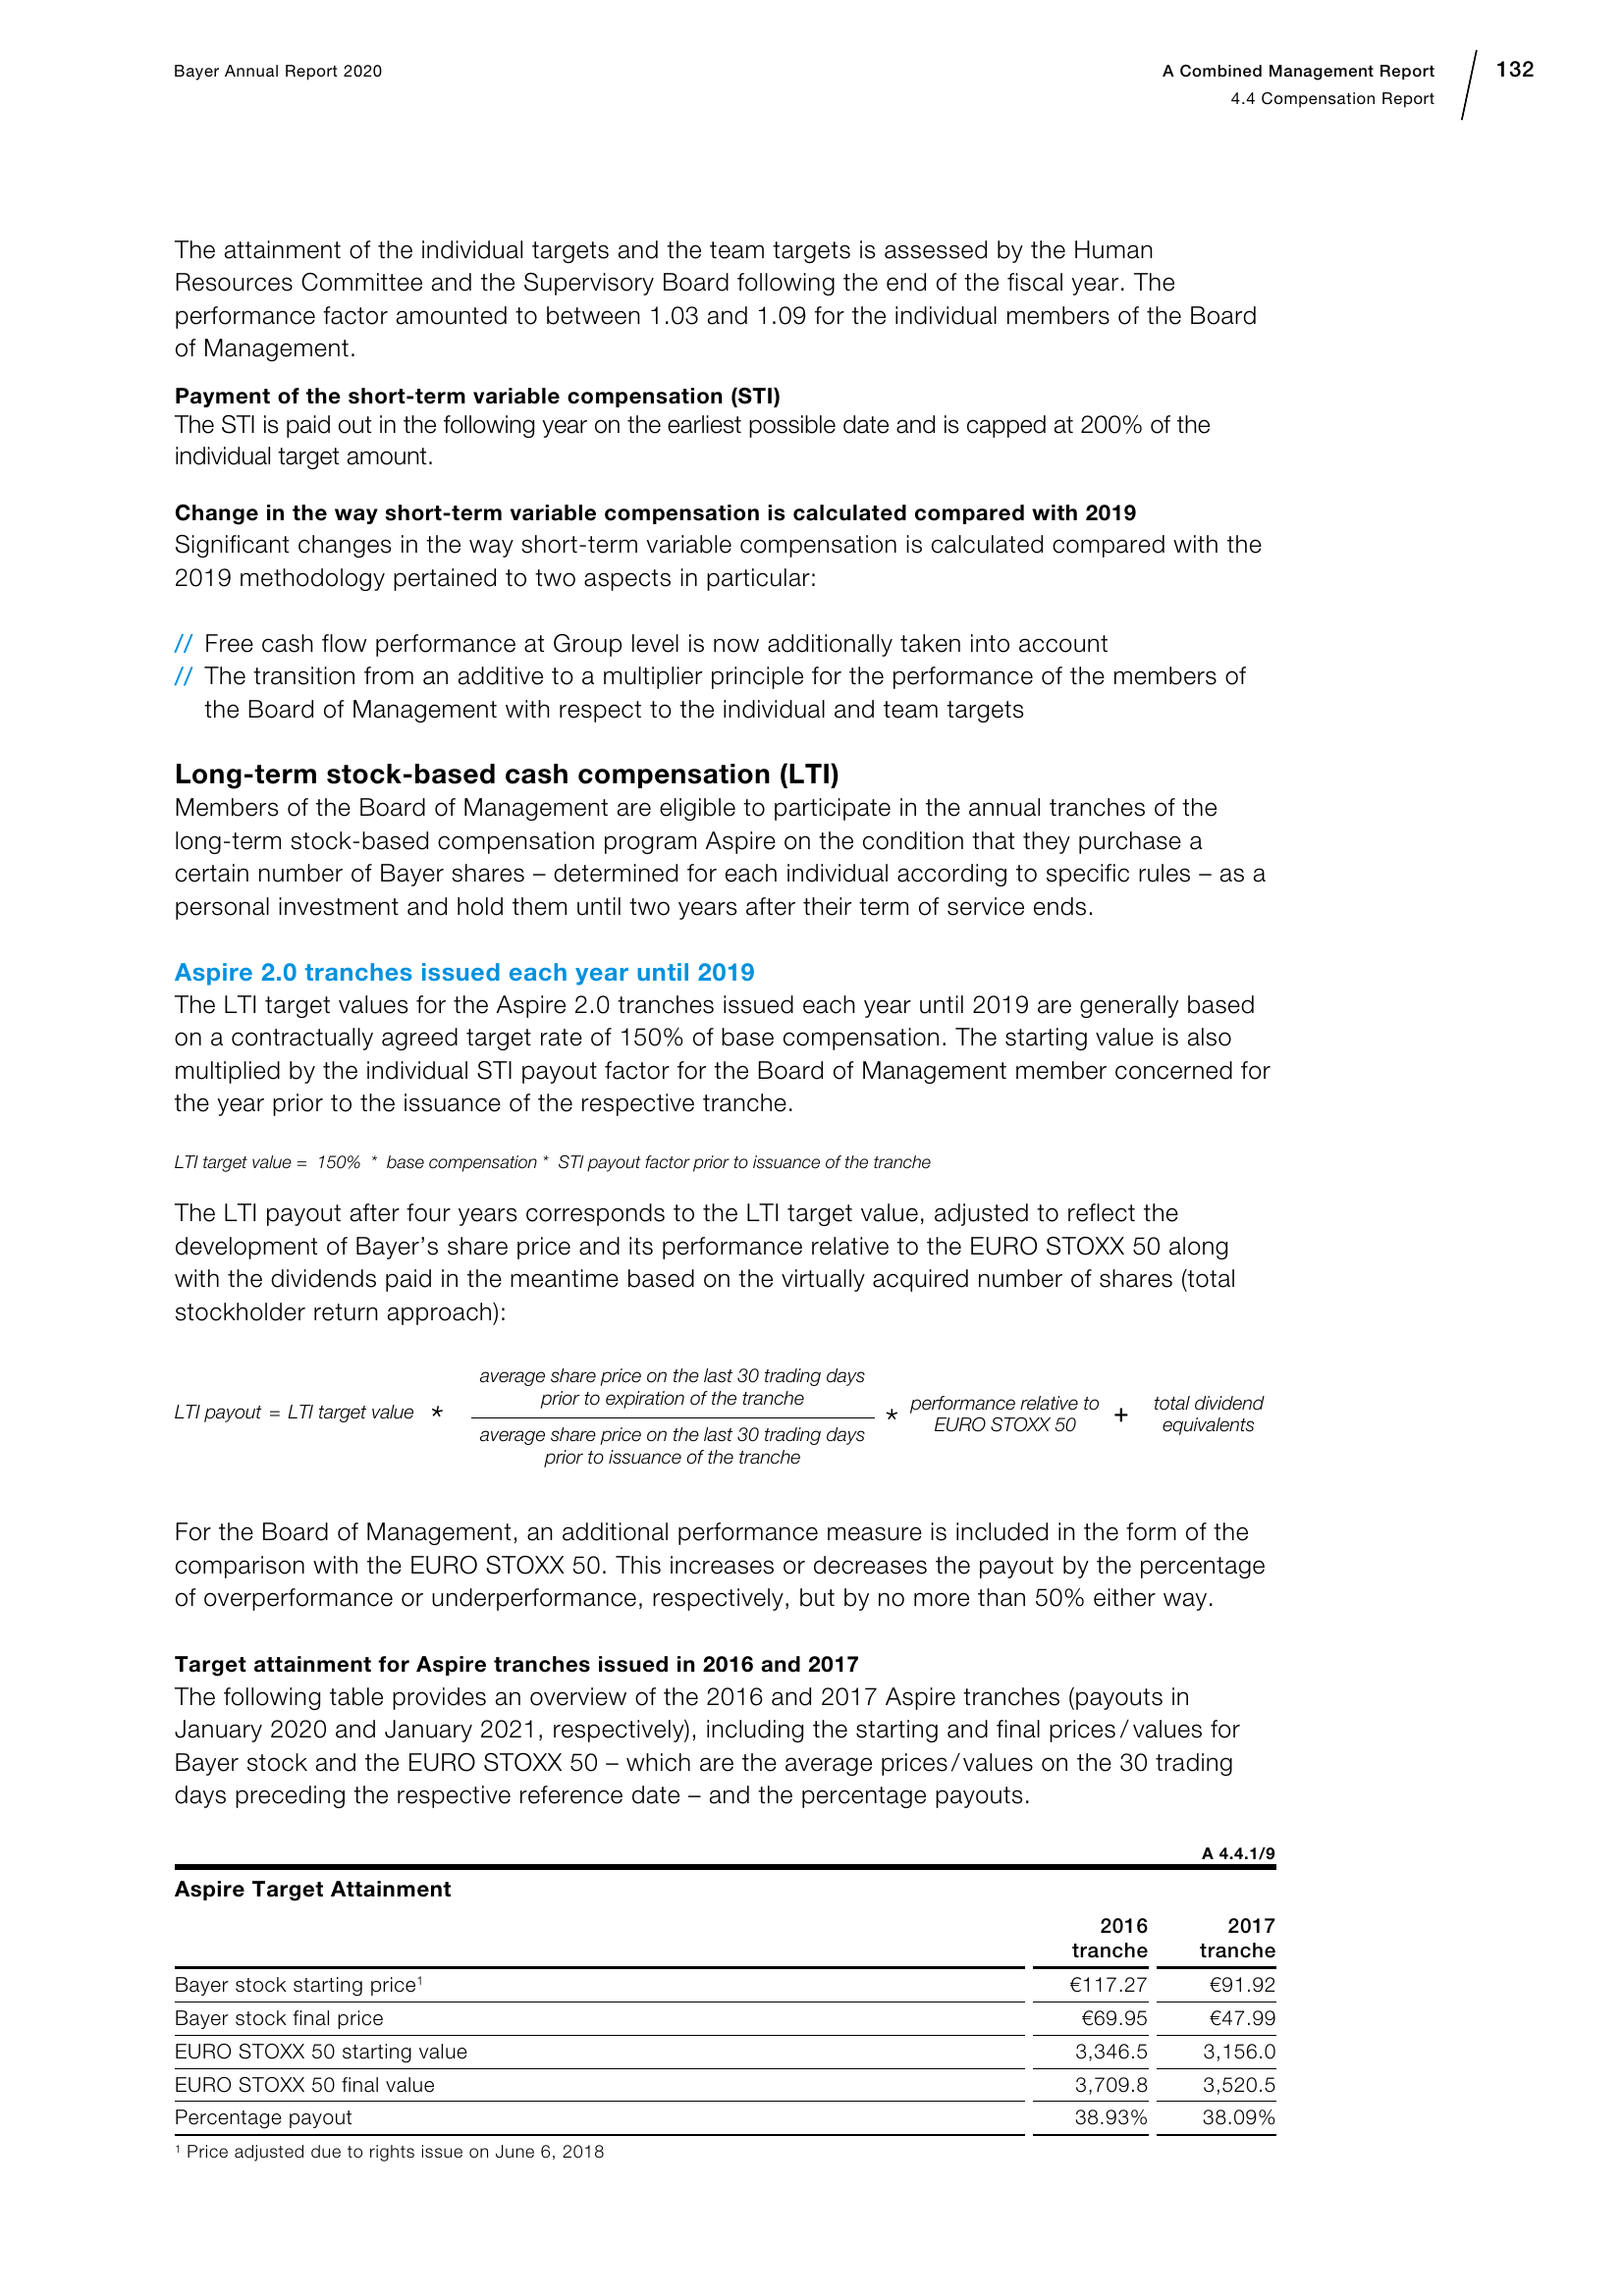 Bayer Annual Report 2020
A Combined Management Report
4.4 Compensation Report
132
The attainment of the individual targets and the team targets is assessed by the Human
Resources Committee and the Supervisory Board following the end of the fiscal year. The
performance factor amounted to between 1.03 and 1.09 for the individual members of the Board
of Management.
Payment of the short-term variable compensation (STI)
The STI is paid out in the following year on the earliest possible date and is capped at 200% of the
individual target amount.
Change in the way short-term variable compensation is calculated compared with 2019
Significant changes in the way short-term variable compensation is calculated compared with the
2019 methodology pertained to two aspects in particular:
// Free cash flow performance at Group level is now additionally taken into account
// The transition from an additive to a multiplier principle for the performance of the members of
the Board of Management with respect to the individual and team targets
Long-term stock-based cash compensation (LTI)
Members of the Board of Management are eligible to participate in the annual tranches of the
long-term stock-based compensation program Aspire on the condition that they purchase a
certain number of Bayer shares – determined for each individual according to specific rules – as a
personal investment and hold them until two years after their term of service ends.
Aspire 2.0 tranches issued each year until 2019
The LTI target values for the Aspire 2.0 tranches issued each year until 2019 are generally based
on a contractually agreed target rate of 150% of base compensation. The starting value is also
multiplied by the individual STI payout factor for the Board of Management member concerned for
the year prior to the issuance of the respective tranche.
LTI target value = 150% * base compensation * STI payout factor prior to issuance of the tranche
The LTI payout after four years corresponds to the LTI target value, adjusted to reflect the
development of Bayer's share price and its performance relative to the EURO STOXX 50 along
with the dividends paid in the meantime based on the virtually acquired number of shares (total
stockholder return approach):
LTI payout = LTI target value *
average share price on the last 30 trading days
prior to expiration of the tranche
average share price on the last 30 trading days
prior to issuance of the tranche
* performance relative to
EURO STOXX 50
+ total dividend
equivalents
For the Board of Management, an additional performance measure is included in the form of the
comparison with the EURO STOXX 50. This increases or decreases the payout by the percentage
of overperformance or underperformance, respectively, but by no more than 50% either way.
Target attainment for Aspire tranches issued in 2016 and 2017
The following table provides an overview of the 2016 and 2017 Aspire tranches (payouts in
January 2020 and January 2021, respectively), including the starting and final prices/values for
Bayer stock and the EURO STOXX 50 – which are the average prices/values on the 30 trading
days preceding the respective reference date – and the percentage payouts.
A 4.4.1/9
Aspire Target Attainment
2016 2017
tranche tranche
Bayer stock starting price¹ €117.27 €91.92
Bayer stock final price €69.95 €47.99
EURO STOXX 50 starting value 3,346.5 3,156.0
EURO STOXX 50 final value 3,709.8 3,520.5
Percentage payout 38.93% 38.09%
¹ Price adjusted due to rights issue on June 6, 2018